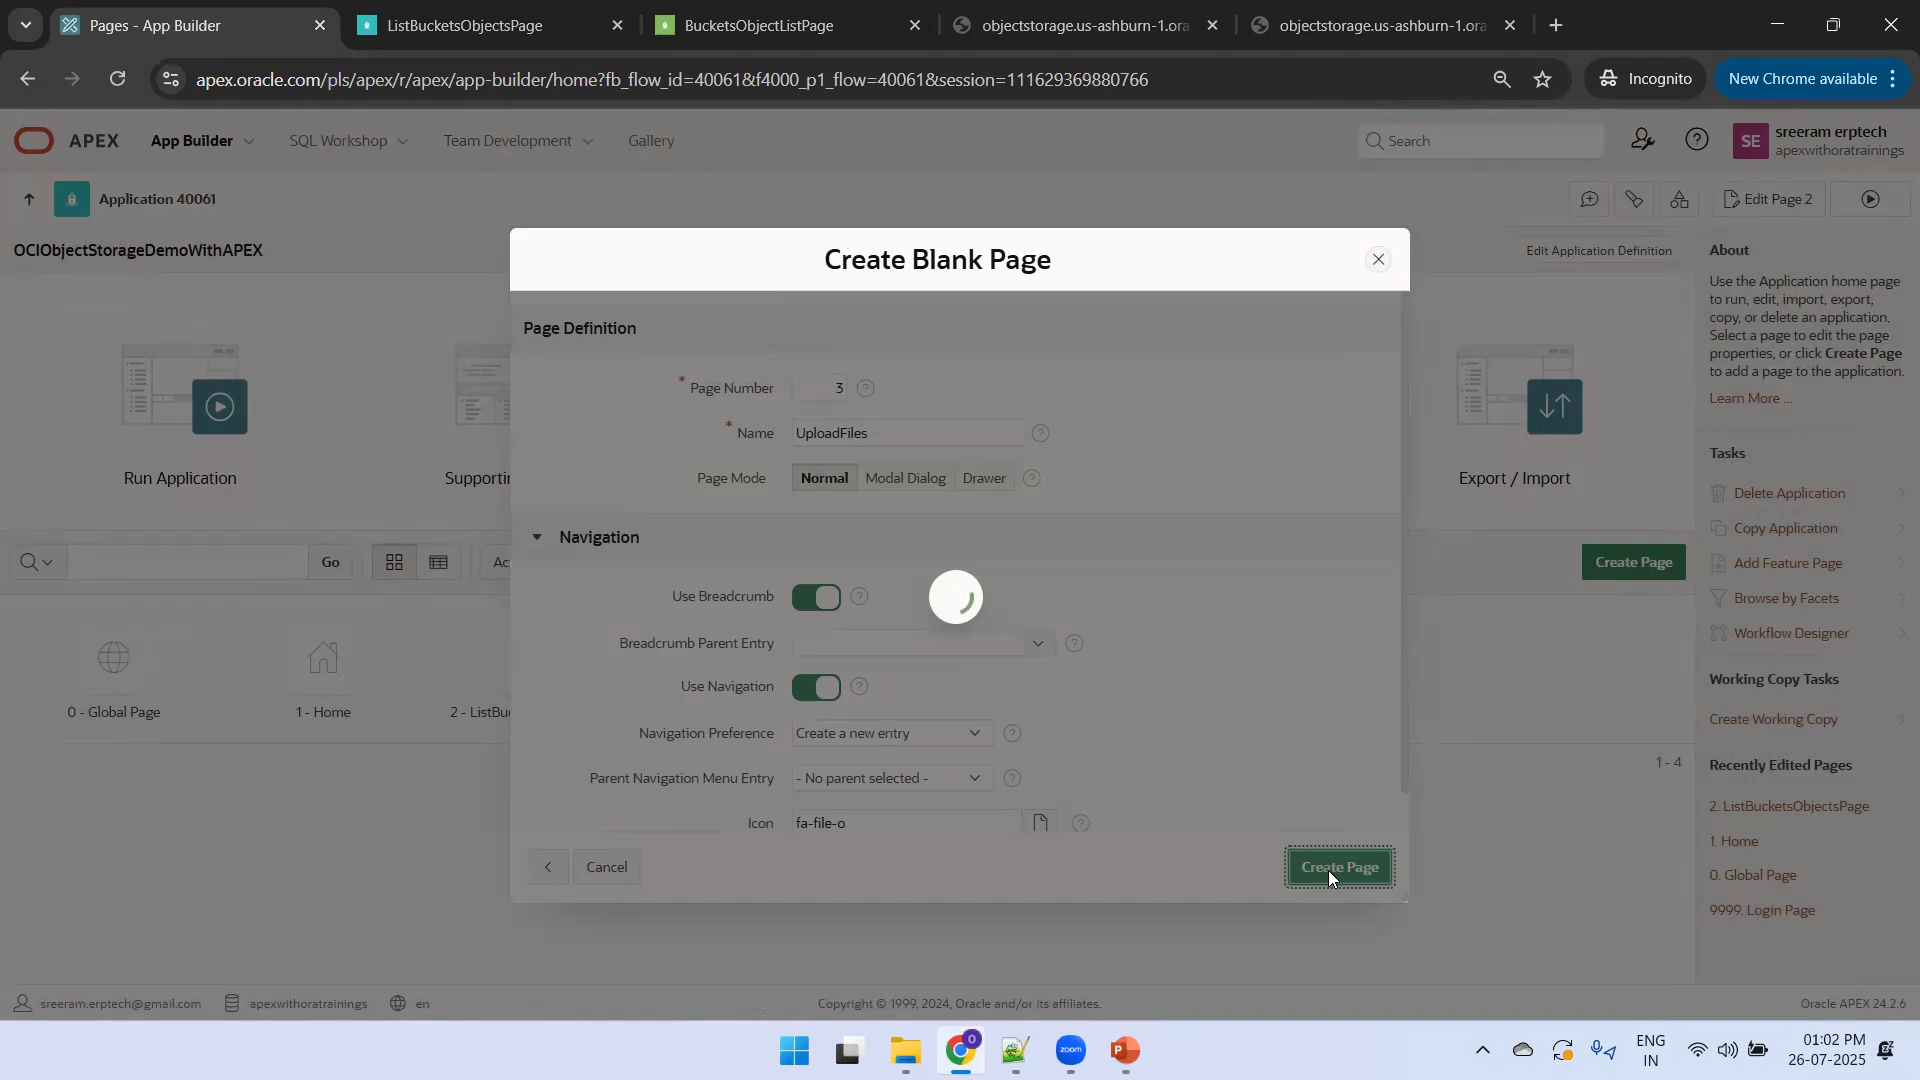 Pages - App Builder
ListBucketsObjectsPage
BucketsObjectListPage
objectstorage.us-ashburn-1.ora
objectstorage.us-ashburn-1.ora
apex.oracle.com/pls/apex/r/apex/app-builder/home?fb_flow_id=40061&f4000_p1_flow=40061&session=111629369880766
Incognito
New Chrome available
APEX
App Builder
SQL Workshop
Team Development
Gallery
Search
SE
sreeram erptech
apexwithoratrainings
Application 40061
Edit Page 2
OCIObjectStorageDemoWithAPEX
Edit Application Definition
Create Blank Page
Page Definition
* Page Number 3
* Name UploadFiles
Page Mode Normal Modal Dialog Drawer
Navigation
Use Breadcrumb
Breadcrumb Parent Entry
Use Navigation
Navigation Preference Create a new entry
Parent Navigation Menu Entry - No parent selected -
Icon fa-file-o
Cancel
Create Page
Run Application
Supporti
Export / Import
Go
Ac
Create Page
0 - Global Page
1 - Home
2 - ListBu
1 - 4
About
Use the Application home page
to run, edit, import, export,
copy, or delete an application.
Select a page to edit the page
properties, or click Create Page
to add a page to the application.
Learn More ...
Tasks
Delete Application
Copy Application
Add Feature Page
Browse by Facets
Workflow Designer
Working Copy Tasks
Create Working Copy
Recently Edited Pages
2. ListBucketsObjectsPage
1. Home
0. Global Page
9999. Login Page
sreeram.erptech@gmail.com
apexwithoratrainings
en
Copyright © 1999, 2024, Oracle and/or its affiliates.
Oracle APEX 24.2.6
0
zoom
P
ENG
IN
01:02 PM
26-07-2025